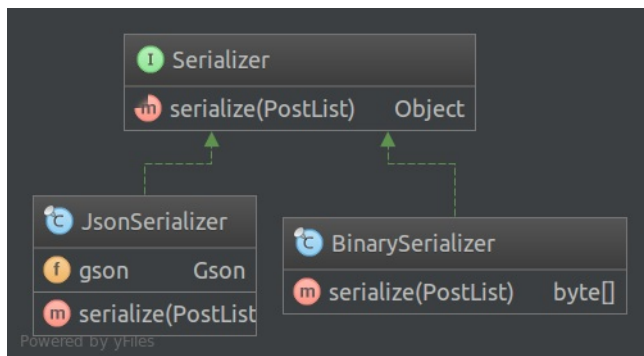 I Serializer
m serialize(PostList) Object
C JsonSerializer
f gson Gson
m serialize(PostList
C BinarySerializer
m serialize(PostList) byte[]
Powered by yFiles